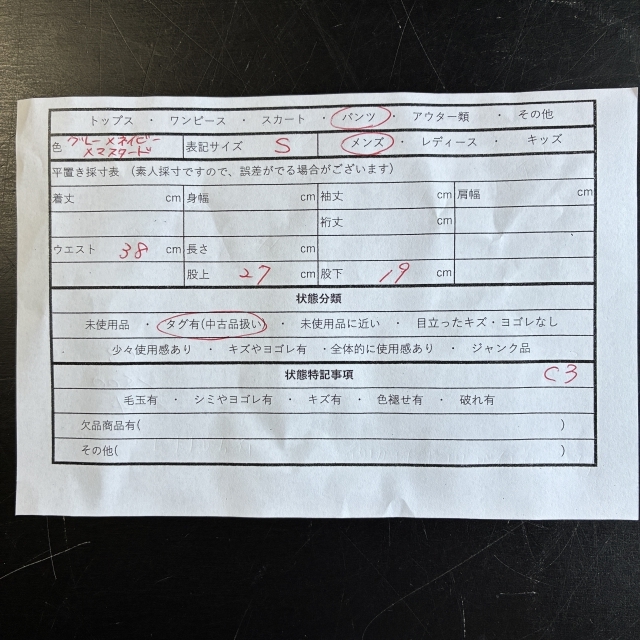 トップス ・ ワンピース ・ スカート ・ パンツ ・ アウター類 ・ その他
色 グレー×ネイビー×マスタード 表記サイズ S メンズ ・ レディース ・ キッズ
平置き採寸表 (素人採寸ですので、誤差がでる場合がございます)
着丈 cm 身幅 cm 袖丈 cm 肩幅 cm
裄丈 cm
ウエスト 38 cm 長さ cm
股上 27 cm 股下 19 cm
状態分類
未使用品 ・ タグ有(中古品扱い) ・ 未使用品に近い ・ 目立ったキズ・ヨゴレなし
少々使用感あり ・ キズやヨゴレ有 ・全体的に使用感あり ・ ジャンク品
状態特記事項 C3
毛玉有 ・ シミやヨゴレ有 ・ キズ有 ・ 色褪せ有 ・ 破れ有
欠品商品有( )
その他( )